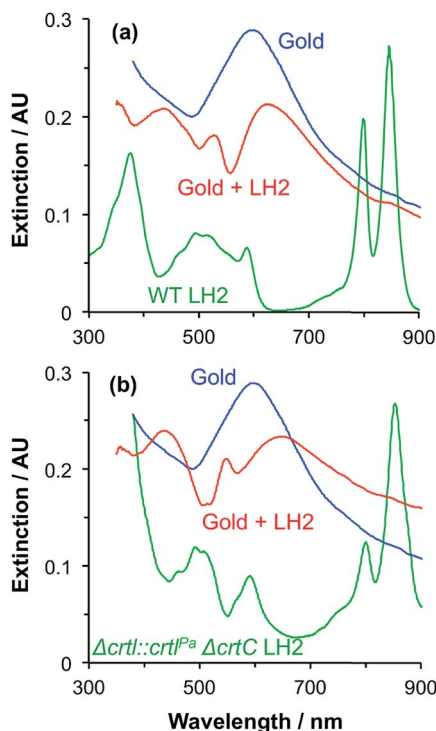 (a)
Gold
Gold + LH2
WT LH2
Extinction / AU
0.3
0.2
0.1
0
300
500
700
900
(b)
Gold
Gold + LH2
ΔcrtI::crtI^Pa ΔcrtC LH2
Extinction / AU
0.3
0.2
0.1
0
300
500
700
900
Wavelength / nm